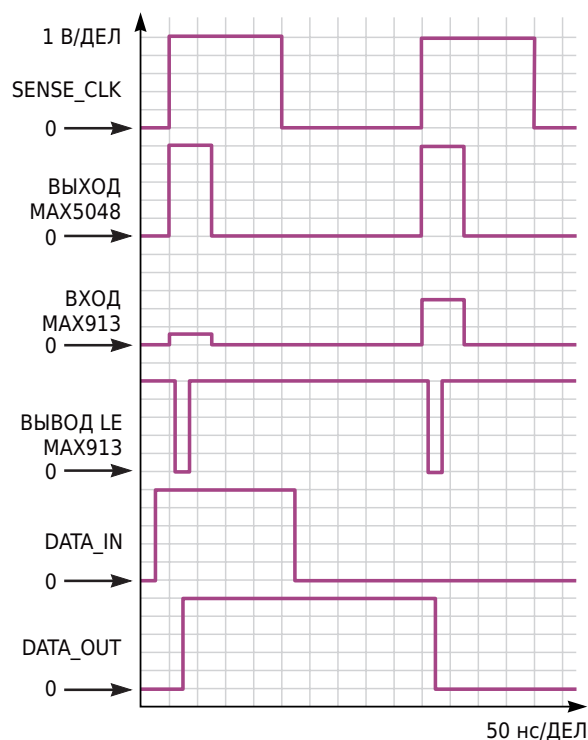 1 В/ДЕЛ
SENSE_CLK
0
ВЫХОД
MAX5048
0
ВХОД
MAX913
0
ВЫВОД LE
MAX913
0
DATA_IN
0
DATA_OUT
0
50 нс/ДЕЛ